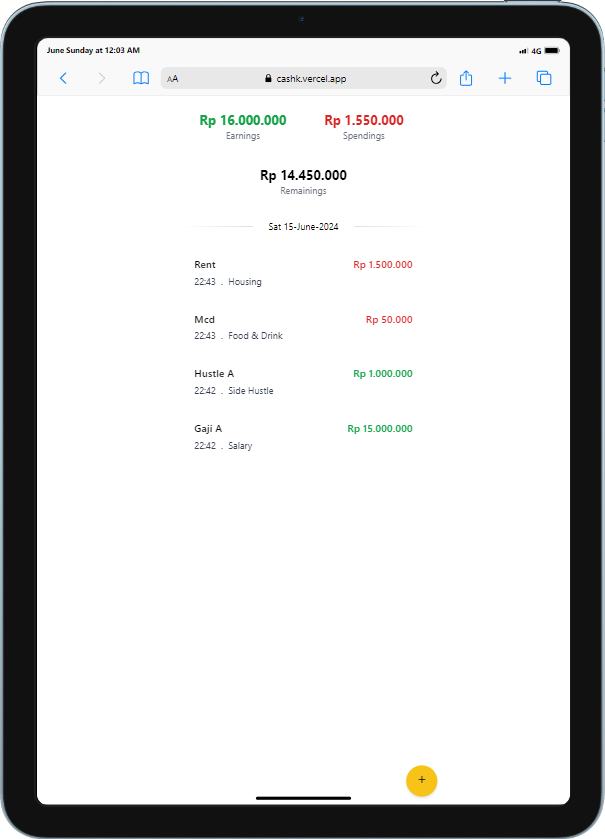 June Sunday at 12:03 AM 4G
AA cashk.vercel.app
Rp 16.000.000 Rp 1.550.000
Earnings Spendings
Rp 14.450.000
Remainings
Sat 15-June-2024
Rent Rp 1.500.000
22:43 . Housing
Mcd Rp 50.000
22:43 . Food & Drink
Hustle A Rp 1.000.000
22:42 . Side Hustle
Gaji A Rp 15.000.000
22:42 . Salary
+